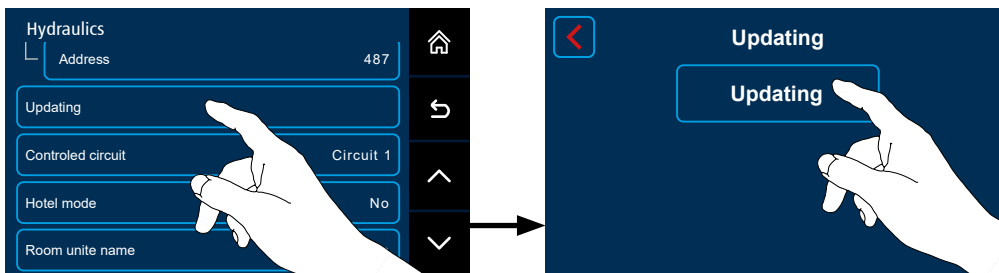 Hydraulics
Address 487
Updating
Controled circuit Circuit 1
Hotel mode No
Room unite name
Updating
Updating